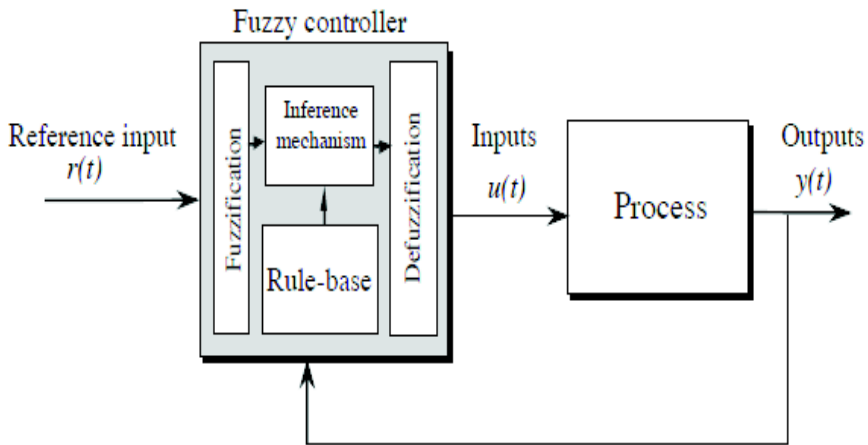 Fuzzy controller
Reference input
r(t)
Fuzzification
Inference
mechanism
Rule-base
Defuzzification
Inputs
u(t)
Process
Outputs
y(t)